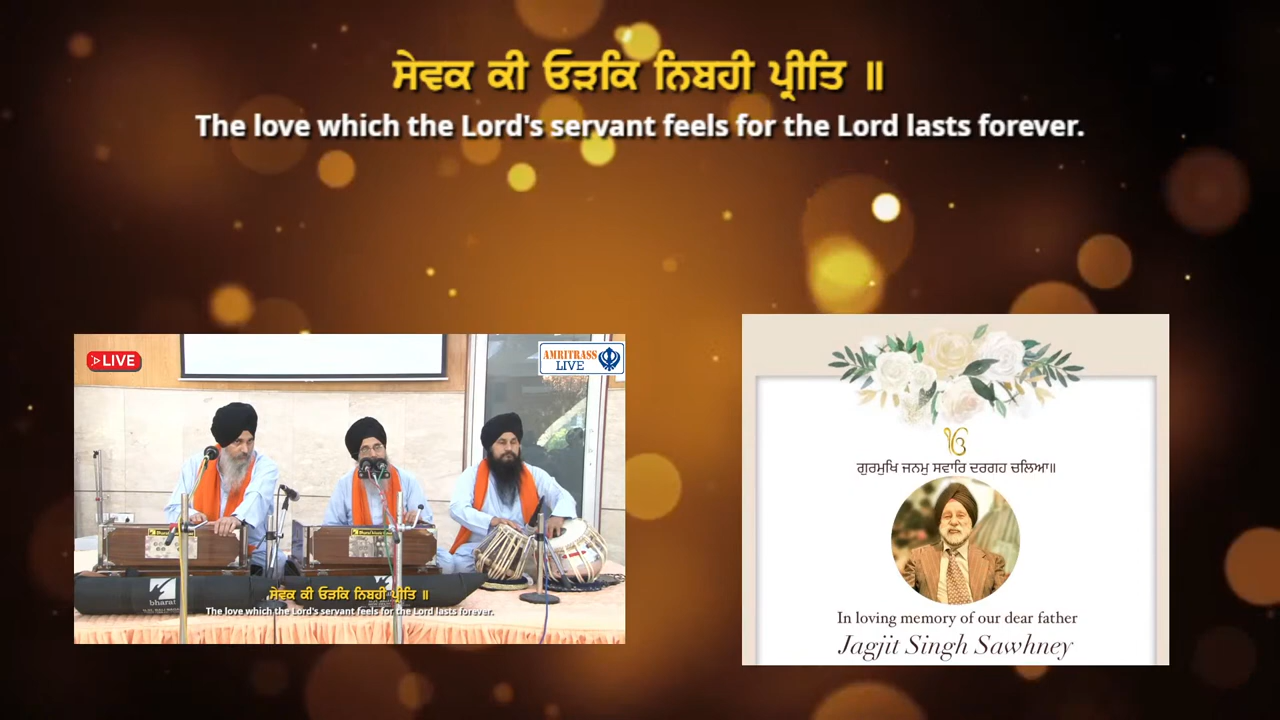 ਸੇਵਕ ਕੀ ਓੜਕਿ ਨਿਬਹੀ ਪ੍ਰੀਤਿ ॥
The love which the Lord's servant feels for the Lord lasts forever.
LIVE
AMRITRASS
LIVE
bharat
ਸੇਵਕ ਕੀ ਓੜਕਿ ਨਿਬਹੀ ਪ੍ਰੀਤਿ ॥
The love which the Lord's servant feels for the Lord lasts forever.
ੴ
ਗੁਰਮੁਖਿ ਜਨਮੁ ਸਵਾਰਿ ਦਰਗਹ ਚਲਿਆ॥
In loving memory of our dear father
Jagjit Singh Sawhney